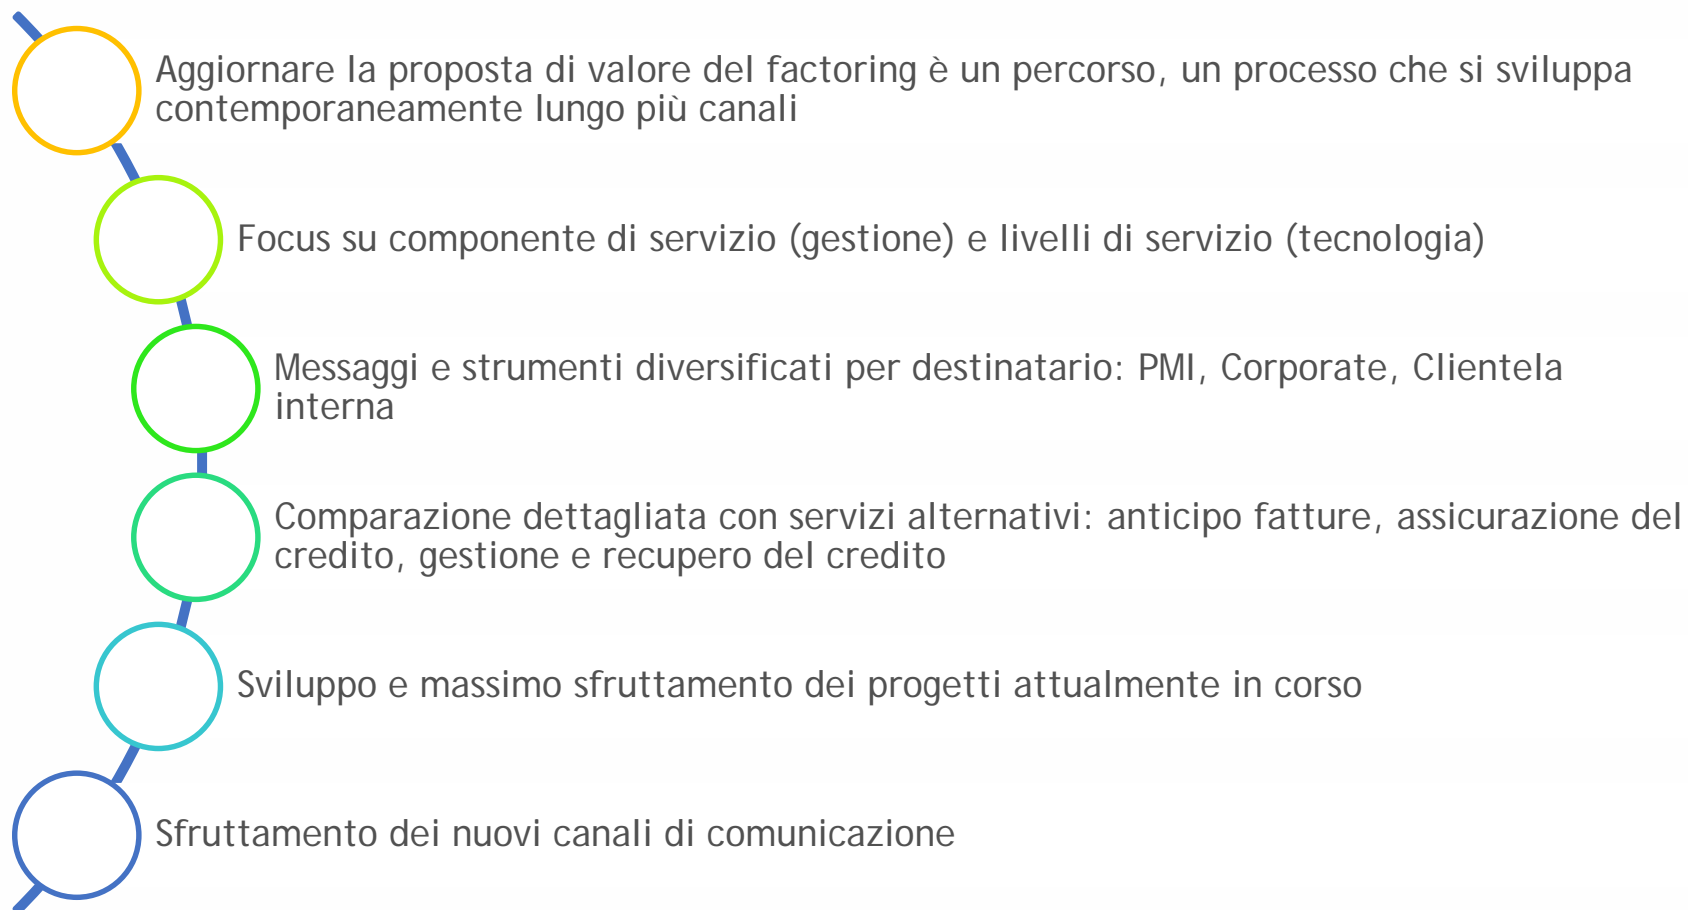 Aggiornare la proposta di valore del factoring è un percorso, un processo che si sviluppa
contemporaneamente lungo più canali
Focus su componente di servizio (gestione) e livelli di servizio (tecnologia)
Messaggi e strumenti diversificati per destinatario: PMI, Corporate, Clientela
interna
Comparazione dettagliata con servizi alternativi: anticipo fatture, assicurazione del
credito, gestione e recupero del credito
Sviluppo e massimo sfruttamento dei progetti attualmente in corso
Sfruttamento dei nuovi canali di comunicazione